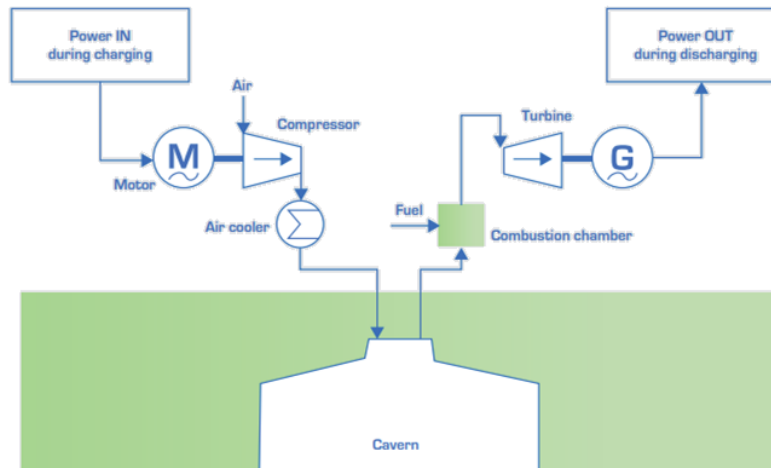 Power IN
during charging
Power OUT
during discharging
Air
Compressor
Turbine
M
G
Motor
Air cooler
Fuel
Combustion chamber
Cavern